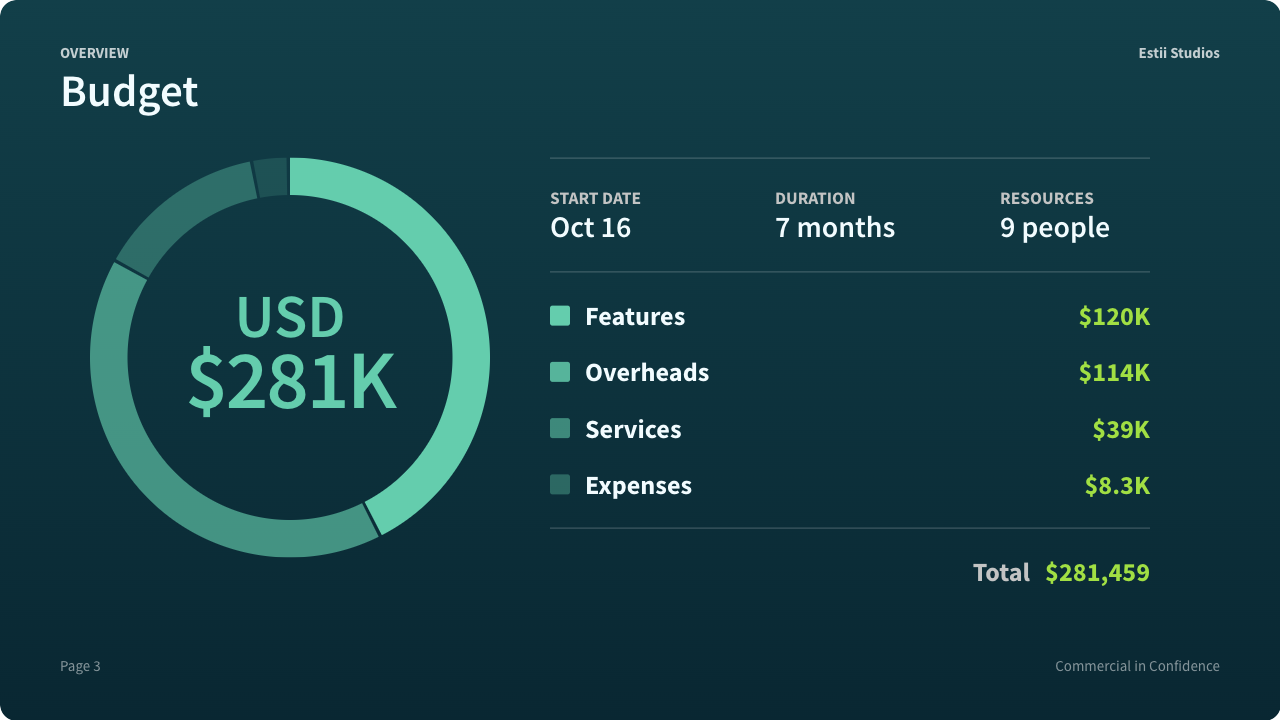 OVERVIEW
Estii Studios
Budget
USD
$281K
START DATE
DURATION
RESOURCES
Oct 16
7 months
9 people
Features $120K
Overheads $114K
Services $39K
Expenses $8.3K
Total $281,459
Page 3
Commercial in Confidence